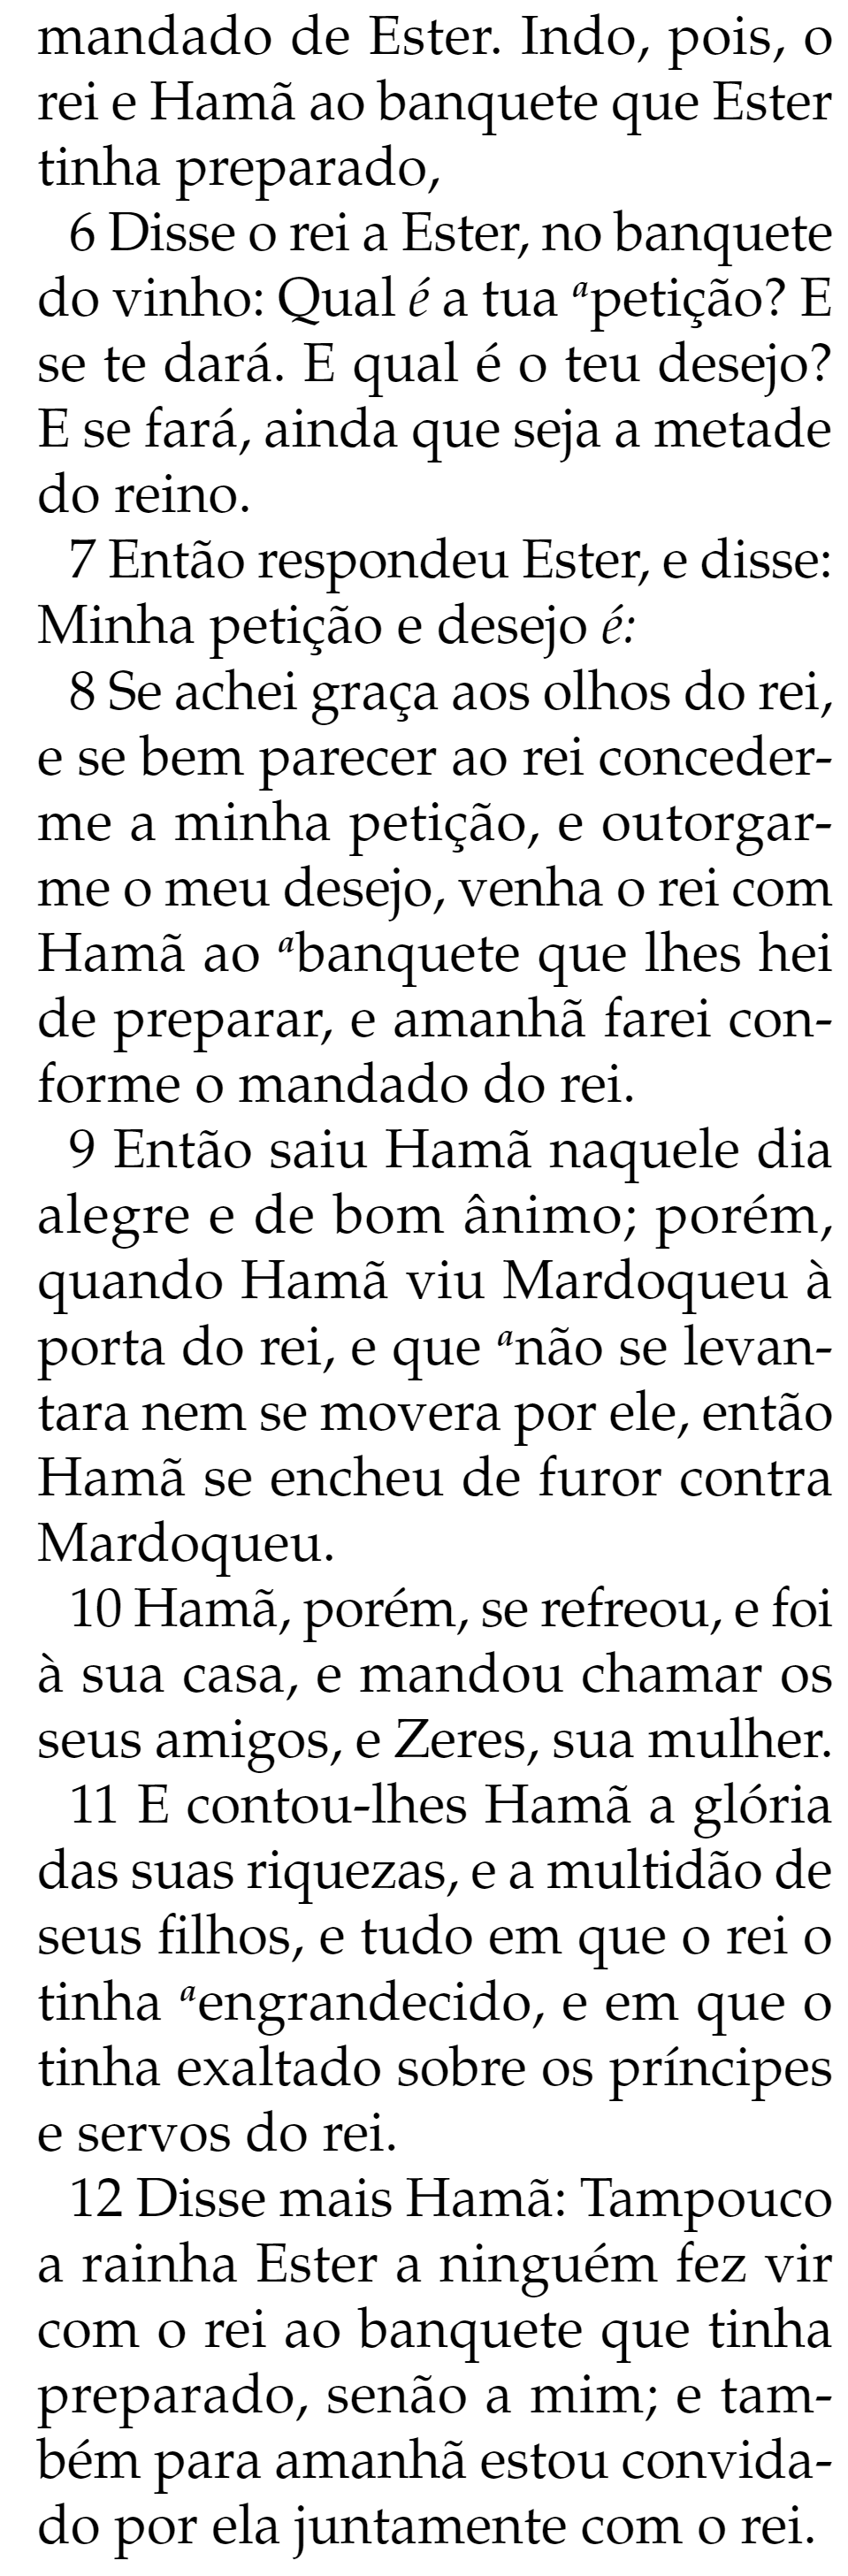 mandado de Ester. Indo, pois, o
rei e Hamã ao banquete que Ester
tinha preparado,
6 Disse o rei a Ester, no banquete
do vinho: Qual é a tua ᵃpetição? E
se te dará. E qual é o teu desejo?
E se fará, ainda que seja a metade
do reino.
7 Então respondeu Ester, e disse:
Minha petição e desejo é:
8 Se achei graça aos olhos do rei,
e se bem parecer ao rei conceder-
me a minha petição, e outorgar-
me o meu desejo, venha o rei com
Hamã ao ᵃbanquete que lhes hei
de preparar, e amanhã farei con-
forme o mandado do rei.
9 Então saiu Hamã naquele dia
alegre e de bom ânimo; porém,
quando Hamã viu Mardoqueu à
porta do rei, e que ᵃnão se levan-
tara nem se movera por ele, então
Hamã se encheu de furor contra
Mardoqueu.
10 Hamã, porém, se refreou, e foi
à sua casa, e mandou chamar os
seus amigos, e Zeres, sua mulher.
11 E contou-lhes Hamã a glória
das suas riquezas, e a multidão de
seus filhos, e tudo em que o rei o
tinha ᵃengrandecido, e em que o
tinha exaltado sobre os príncipes
e servos do rei.
12 Disse mais Hamã: Tampouco
a rainha Ester a ninguém fez vir
com o rei ao banquete que tinha
preparado, senão a mim; e tam-
bém para amanhã estou convida-
do por ela juntamente com o rei.